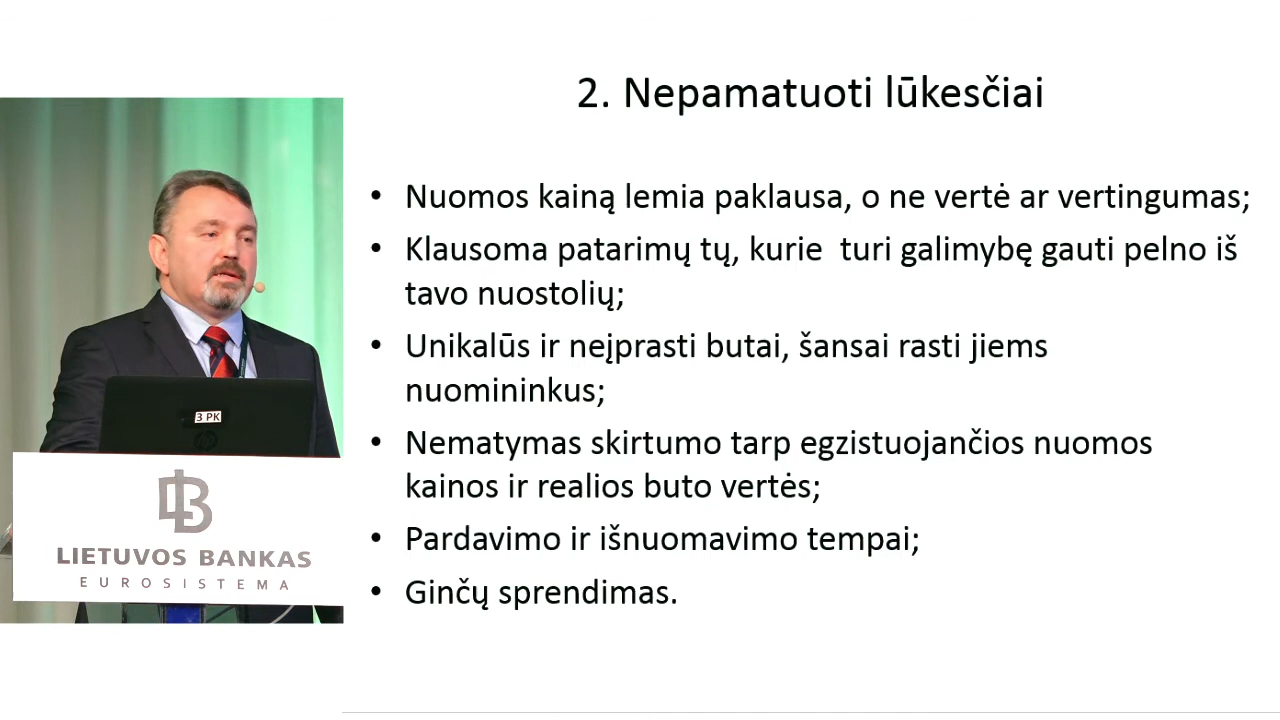 2. Nepamatuoti lūkesčiai
• Nuomos kainą lemia paklausa, o ne vertė ar vertingumas;
• Klausoma patarimų tų, kurie  turi galimybę gauti pelno iš
tavo nuostolių;
• Unikalūs ir neįprasti butai, šansai rasti jiems
nuomininkus;
• Nematymas skirtumo tarp egzistuojančios nuomos
kainos ir realios buto vertės;
• Pardavimo ir išnuomavimo tempai;
• Ginčų sprendimas.
3 PK
LIETUVOS BANKAS
EUROSISTEMA